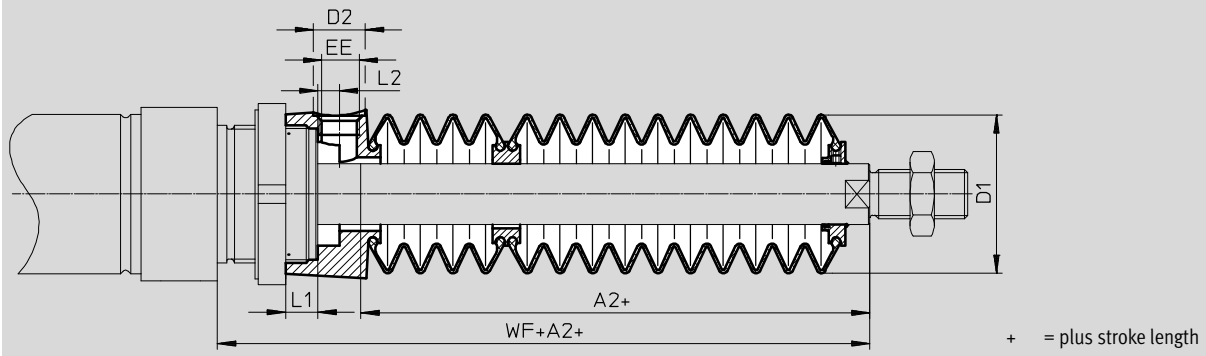 D2
EE
L2
D1
L1
A2+
WF+A2+
+ = plus stroke length